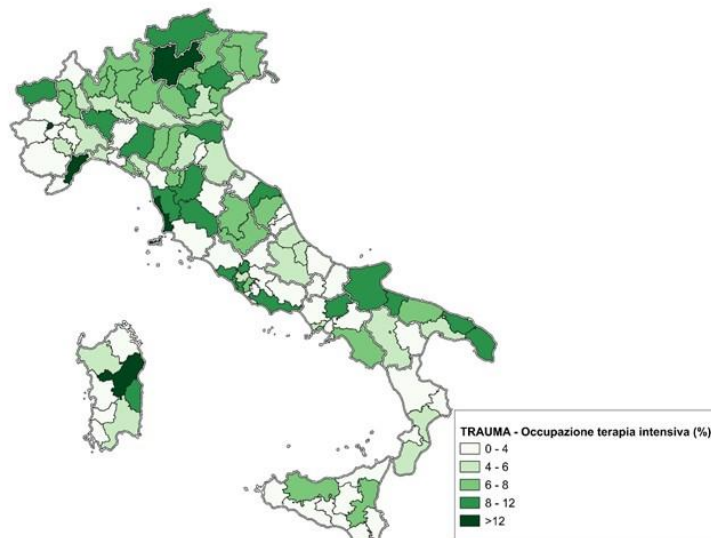 TRAUMA - Occupazione terapia intensiva (%)
0 - 4
4 - 6
6 - 8
8 - 12
>12